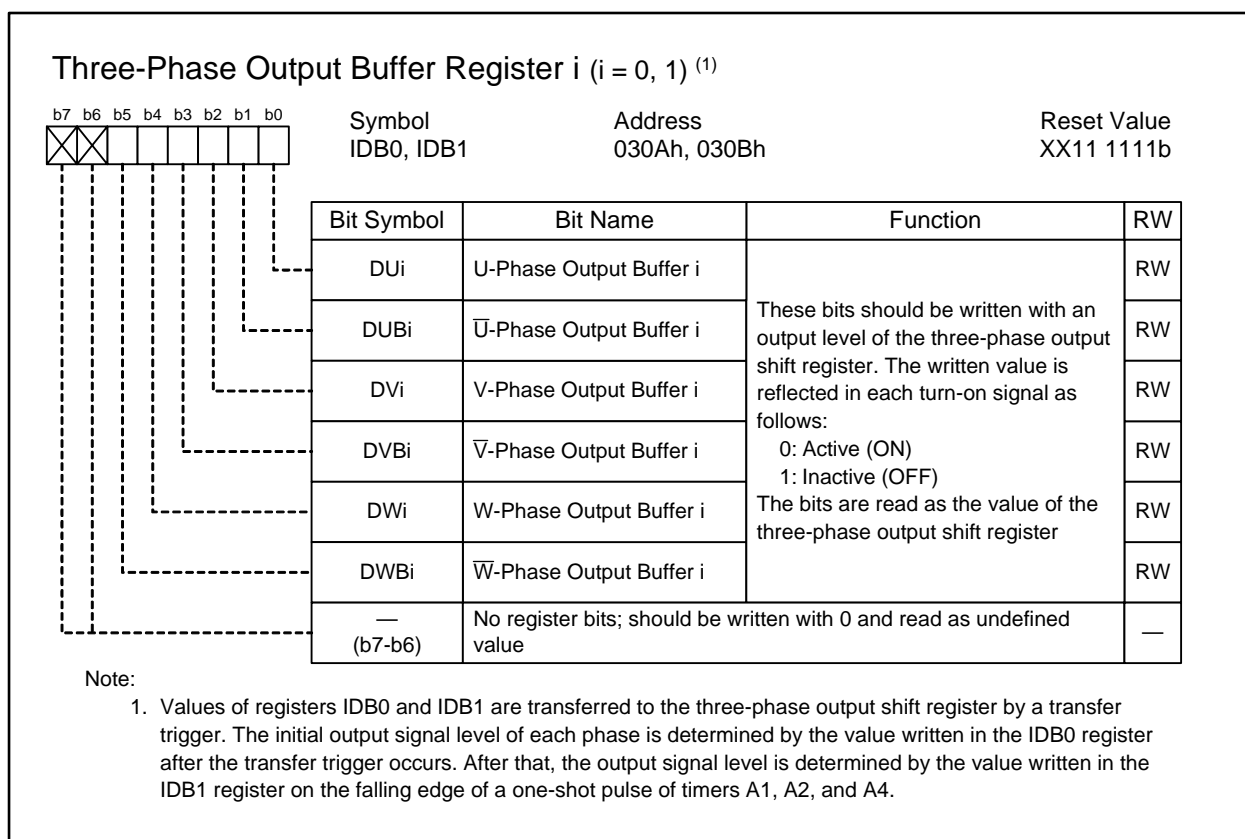 Three-Phase Output Buffer Register i (i = 0, 1) (1)
b7 b6 b5 b4 b3 b2 b1 b0
Symbol Address Reset Value
IDB0, IDB1 030Ah, 030Bh XX11 1111b
Bit Symbol Bit Name Function RW
DUi U-Phase Output Buffer i RW
DUBi U̅-Phase Output Buffer i RW
DVi V-Phase Output Buffer i RW
DVBi V̅-Phase Output Buffer i RW
DWi W-Phase Output Buffer i RW
DWBi W̅-Phase Output Buffer i RW
These bits should be written with an
output level of the three-phase output
shift register. The written value is
reflected in each turn-on signal as
follows:
0: Active (ON)
1: Inactive (OFF)
The bits are read as the value of the
three-phase output shift register
—
(b7-b6)
No register bits; should be written with 0 and read as undefined
value
—
Note:
1. Values of registers IDB0 and IDB1 are transferred to the three-phase output shift register by a transfer
trigger. The initial output signal level of each phase is determined by the value written in the IDB0 register
after the transfer trigger occurs. After that, the output signal level is determined by the value written in the
IDB1 register on the falling edge of a one-shot pulse of timers A1, A2, and A4.